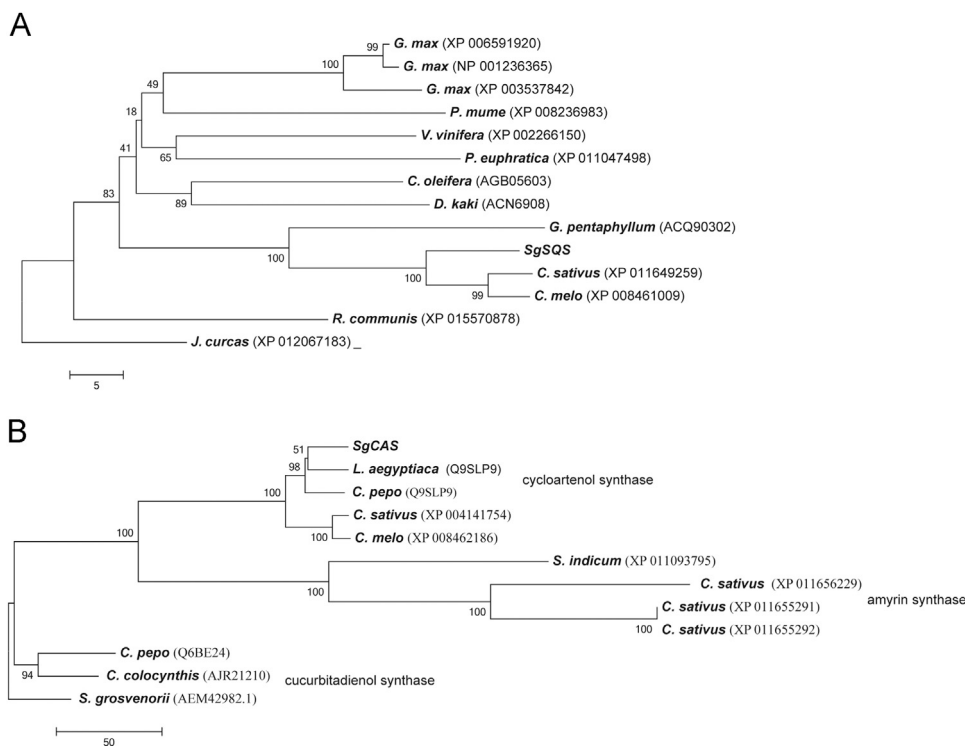 A
99
G. max (XP 006591920)
G. max (NP 001236365)
100
G. max (XP 003537842)
49
P. mume (XP 008236983)
18
V. vinifera (XP 002266150)
65
P. euphratica (XP 011047498)
41
C. oleifera (AGB05603)
89
D. kaki (ACN6908)
83
G. pentaphyllum (ACQ90302)
100
SgSQS
100
C. sativus (XP 011649259)
99
C. melo (XP 008461009)
R. communis (XP 015570878)
J. curcas (XP 012067183) _
5
B
51
SgCAS
98
L. aegyptiaca (Q9SLP9)
cycloartenol synthase
100
C. pepo (Q9SLP9)
C. sativus (XP 004141754)
100
C. melo (XP 008462186)
100
S. indicum (XP 011093795)
100
C. sativus (XP 011656229)
amyrin synthase
100
C. sativus (XP 011655291)
100
C. sativus (XP 011655292)
C. pepo (Q6BE24)
94
C. colocynthis (AJR21210)
cucurbitadienol synthase
S. grosvenorii (AEM42982.1)
50